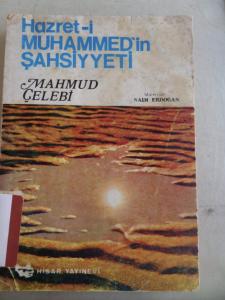 Hazret-i
MUHAMMED'in
ŞAHSİYYETİ
MAHMUD
ÇELEBİ
NAİM ERDOĞAN
HİSAR YAYINEVİ